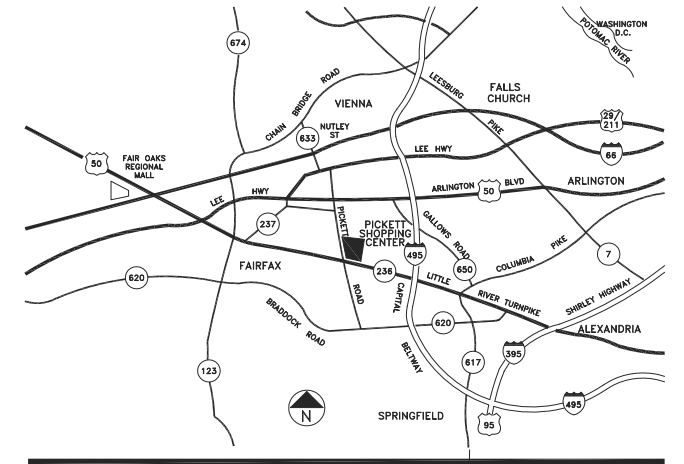 WASHINGTON
D.C.
POTOMAC RIVER
674
CHAIN BRIDGE ROAD
VIENNA
LEESBURG PIKE
FALLS
CHURCH
29/
211
66
NUTLEY
ST
633
LEE HWY
50
FAIR OAKS
REGIONAL
MALL
LEE HWY
ARLINGTON 50 BLVD
ARLINGTON
237
PICKETT ROAD
PICKETT
SHOPPING
CENTER
GALLOWS ROAD
650
495
COLUMBIA PIKE
7
FAIRFAX
236
LITTLE RIVER TURNPIKE
SHIRLEY HIGHWAY
620
BRADDOCK ROAD
CAPITAL BELTWAY
620
ALEXANDRIA
395
617
123
N
SPRINGFIELD
95
495